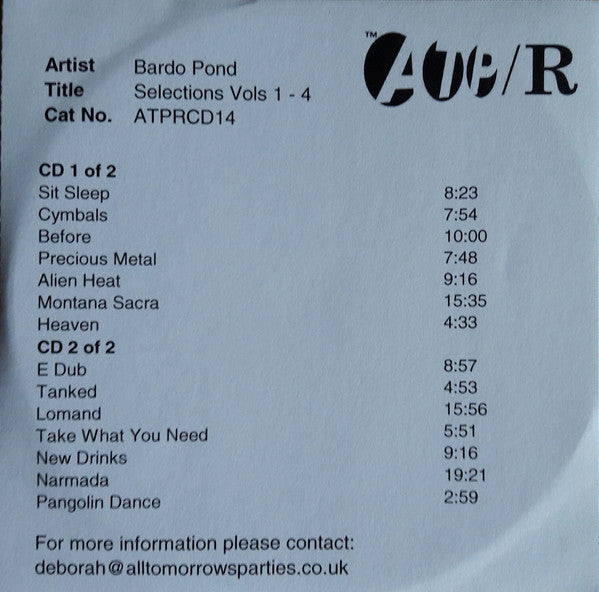 ™ ATP/R
Artist Bardo Pond
Title Selections Vols 1 - 4
Cat No. ATPRCD14
CD 1 of 2
Sit Sleep 8:23
Cymbals 7:54
Before 10:00
Precious Metal 7:48
Alien Heat 9:16
Montana Sacra 15:35
Heaven 4:33
CD 2 of 2
E Dub 8:57
Tanked 4:53
Lomand 15:56
Take What You Need 5:51
New Drinks 9:16
Narmada 19:21
Pangolin Dance 2:59
For more information please contact:
deborah@alltomorrowsparties.co.uk